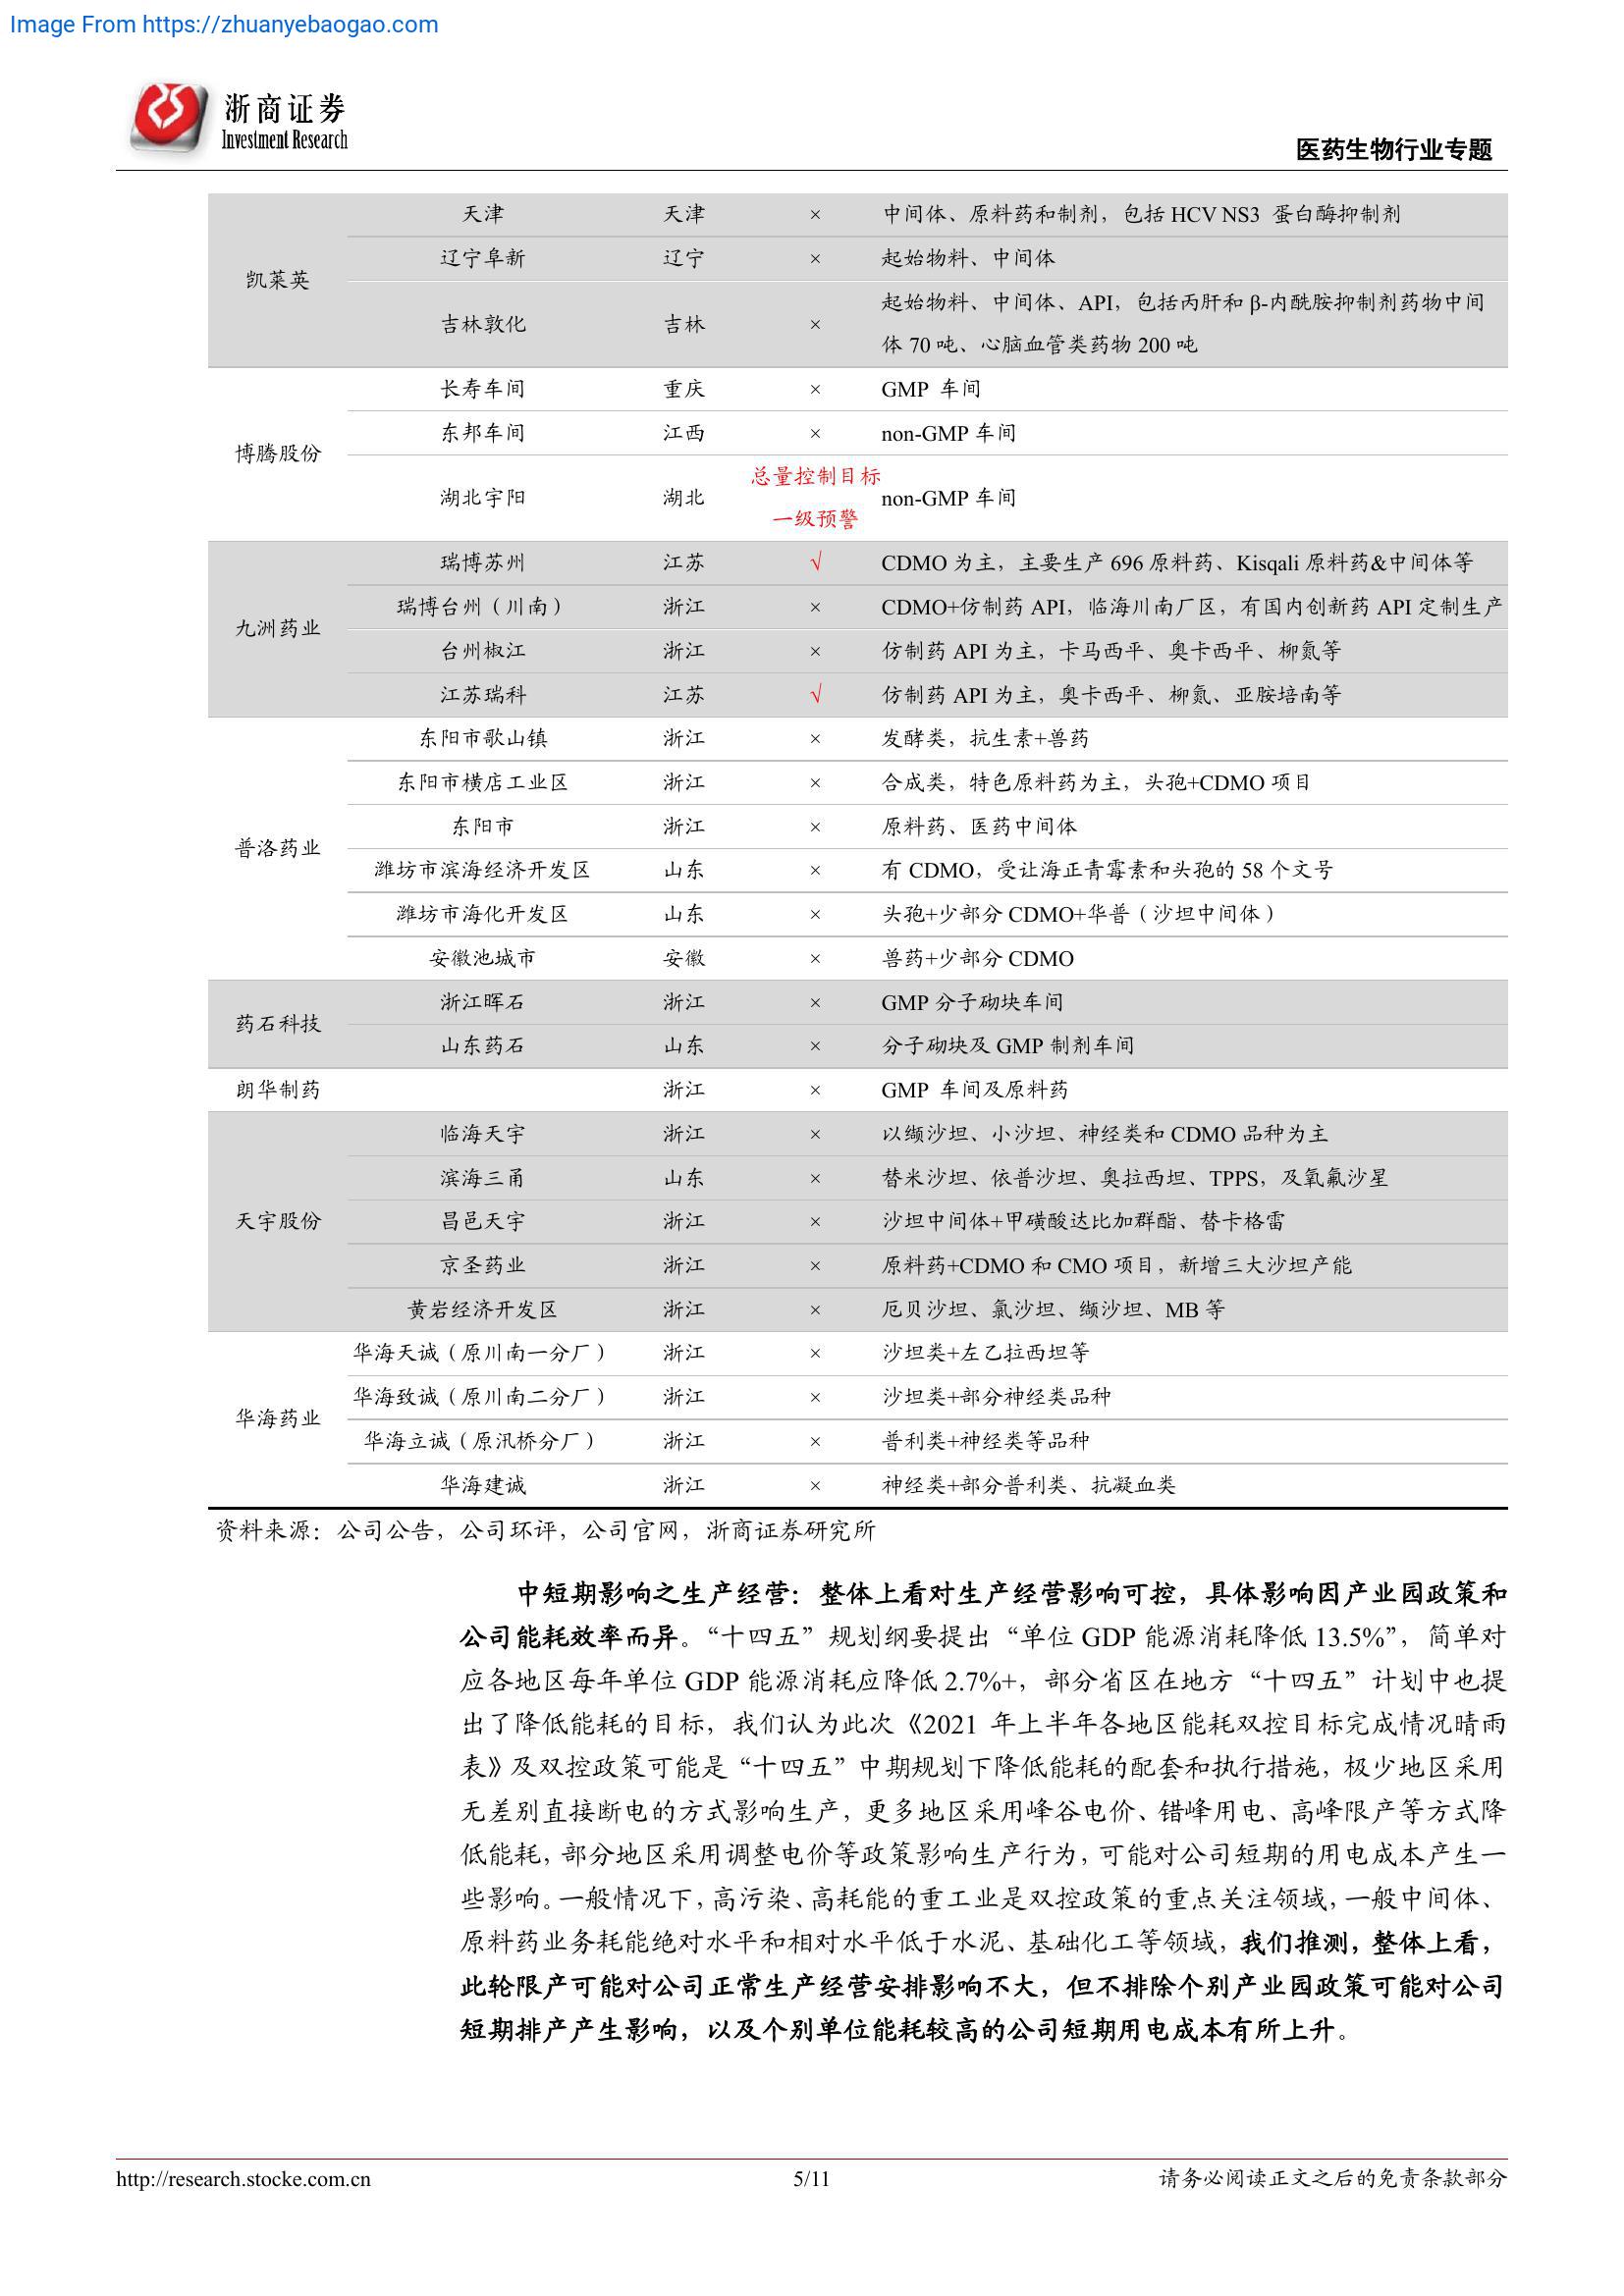 Image From https://zhuanyebaogao.com
浙商证券
Investment Research
医药生物行业专题
凯莱英
天津 天津 × 中间体、原料药和制剂，包括 HCV NS3 蛋白酶抑制剂
辽宁阜新 辽宁 × 起始物料、中间体
吉林敦化 吉林 × 起始物料、中间体、API，包括丙肝和 β-内酰胺抑制剂药物中间
体 70 吨、心脑血管类药物 200 吨
博腾股份
长寿车间 重庆 × GMP 车间
东邦车间 江西 × non-GMP 车间
湖北宇阳 湖北 总量控制目标 non-GMP 车间
一级预警
九洲药业
瑞博苏州 江苏 √ CDMO 为主，主要生产 696 原料药、Kisqali 原料药&中间体等
瑞博台州（川南） 浙江 × CDMO+仿制药 API，临海川南厂区，有国内创新药 API 定制生产
台州椒江 浙江 × 仿制药 API 为主，卡马西平、奥卡西平、柳氮等
江苏瑞科 江苏 √ 仿制药 API 为主，奥卡西平、柳氮、亚胺培南等
普洛药业
东阳市歌山镇 浙江 × 发酵类，抗生素+兽药
东阳市横店工业区 浙江 × 合成类，特色原料药为主，头孢+CDMO 项目
东阳市 浙江 × 原料药、医药中间体
潍坊市滨海经济开发区 山东 × 有 CDMO，受让海正青霉素和头孢的 58 个文号
潍坊市海化开发区 山东 × 头孢+少部分 CDMO+华普（沙坦中间体）
安徽池城市 安徽 × 兽药+少部分 CDMO
药石科技
浙江晖石 浙江 × GMP 分子砌块车间
山东药石 山东 × 分子砌块及 GMP 制剂车间
朗华制药 浙江 × GMP 车间及原料药
天宇股份
临海天宇 浙江 × 以缬沙坦、小沙坦、神经类和 CDMO 品种为主
滨海三甬 山东 × 替米沙坦、依普沙坦、奥拉西坦、TPPS，及氧氟沙星
昌邑天宇 浙江 × 沙坦中间体+甲磺酸达比加群酯、替卡格雷
京圣药业 浙江 × 原料药+CDMO 和 CMO 项目，新增三大沙坦产能
黄岩经济开发区 浙江 × 厄贝沙坦、氯沙坦、缬沙坦、MB 等
华海药业
华海天诚（原川南一分厂） 浙江 × 沙坦类+左乙拉西坦等
华海致诚（原川南二分厂） 浙江 × 沙坦类+部分神经类品种
华海立诚（原汛桥分厂） 浙江 × 普利类+神经类等品种
华海建诚 浙江 × 神经类+部分普利类、抗凝血类
资料来源：公司公告，公司环评，公司官网，浙商证券研究所
中短期影响之生产经营：整体上看对生产经营影响可控，具体影响因产业园政策和
公司能耗效率而异。“十四五”规划纲要提出“单位 GDP 能源消耗降低 13.5%”，简单对
应各地区每年单位 GDP 能源消耗应降低 2.7%+，部分省区在地方“十四五”计划中也提
出了降低能耗的目标，我们认为此次《2021 年上半年各地区能耗双控目标完成情况晴雨
表》及双控政策可能是“十四五”中期规划下降低能耗的配套和执行措施，极少地区采用
无差别直接断电的方式影响生产，更多地区采用峰谷电价、错峰用电、高峰限产等方式降
低能耗，部分地区采用调整电价等政策影响生产行为，可能对公司短期的用电成本产生一
些影响。一般情况下，高污染、高耗能的重工业是双控政策的重点关注领域，一般中间体、
原料药业务耗能绝对水平和相对水平低于水泥、基础化工等领域，我们推测，整体上看，
此轮限产可能对公司正常生产经营安排影响不大，但不排除个别产业园政策可能对公司
短期排产产生影响，以及个别单位能耗较高的公司短期用电成本有所上升。
http://research.stocke.com.cn 5/11 请务必阅读正文之后的免责条款部分